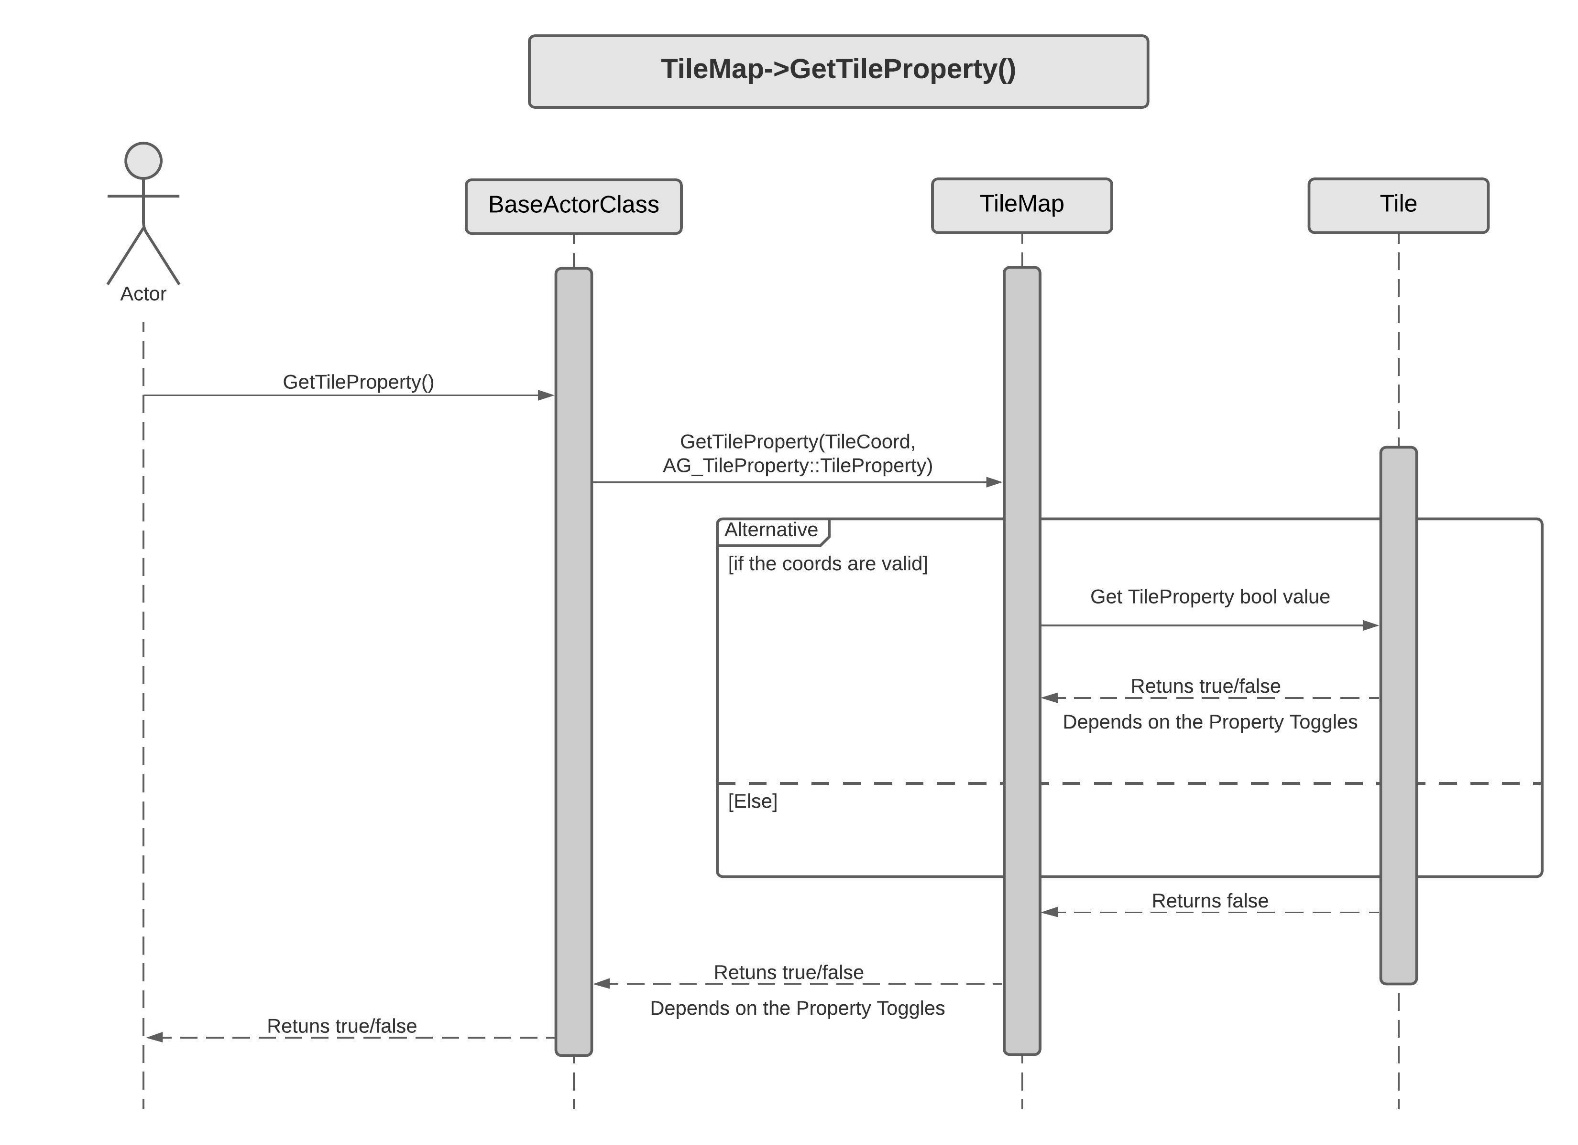 TileMap->GetTileProperty()
BaseActorClass
TileMap
Tile
Actor
GetTileProperty()
GetTileProperty(TileCoord,
AG_TileProperty::TileProperty)
Alternative
[if the coords are valid]
Get TileProperty bool value
Retuns true/false
Depends on the Property Toggles
[Else]
Returns false
Retuns true/false
Depends on the Property Toggles
Retuns true/false